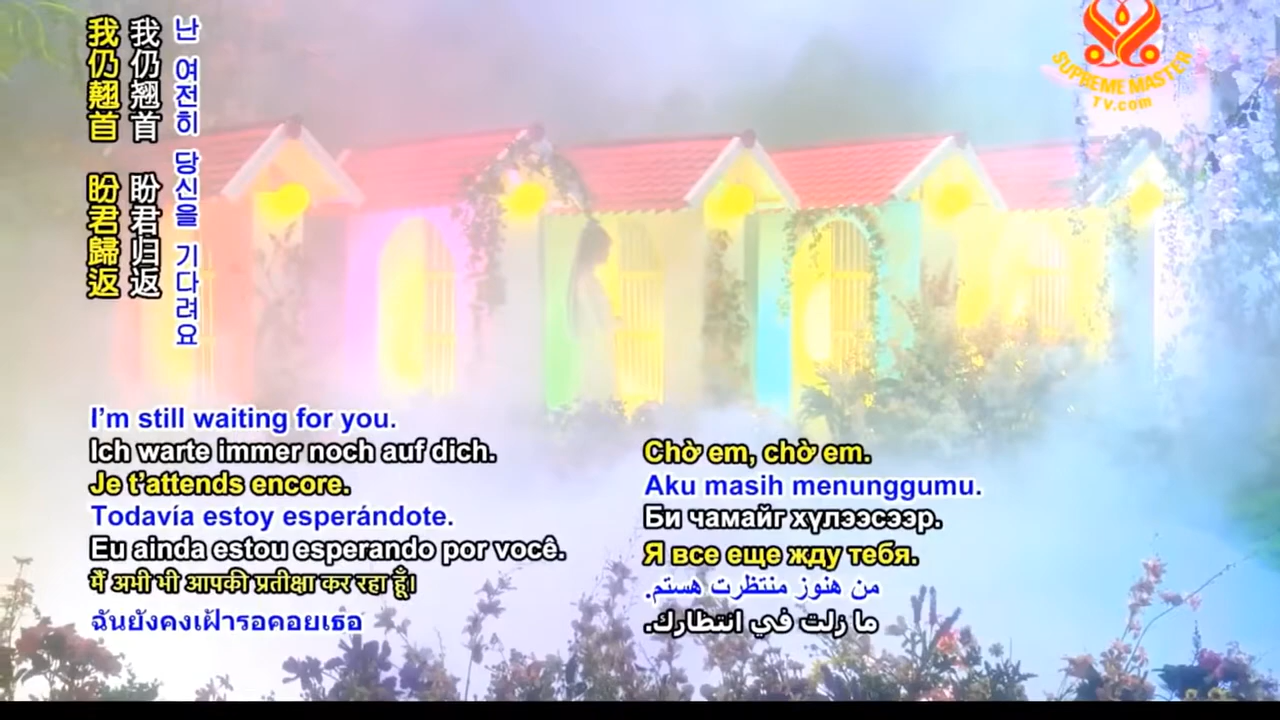 我仍翹首 盼君歸返
我仍翘首 盼君归返
난 여전히 당신을 기다려요
SUPREME MASTER
TV.com
I'm still waiting for you.
Ich warte immer noch auf dich.
Je t'attends encore.
Todavía estoy esperándote.
Eu ainda estou esperando por você.
मैं अभी भी आपकी प्रतीक्षा कर रहा हूँ।
ฉันยังคงเฝ้ารอคอยเธอ
Chờ em, chờ em.
Aku masih menunggumu.
Би чамайг хүлээсээр.
Я все еще жду тебя.
من هنوز منتظرت هستم.
ما زلت في انتظارك.